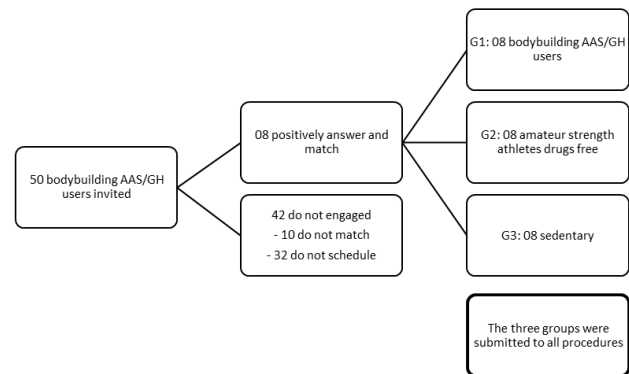 50 bodybuilding AAS/GH
users invited
08 positively answer and
match
42 do not engaged
- 10 do not match
- 32 do not schedule
G1: 08 bodybuilding AAS/GH
users
G2: 08 amateur strength
athletes drugs free
G3: 08 sedentary
The three groups were
submitted to all procedures